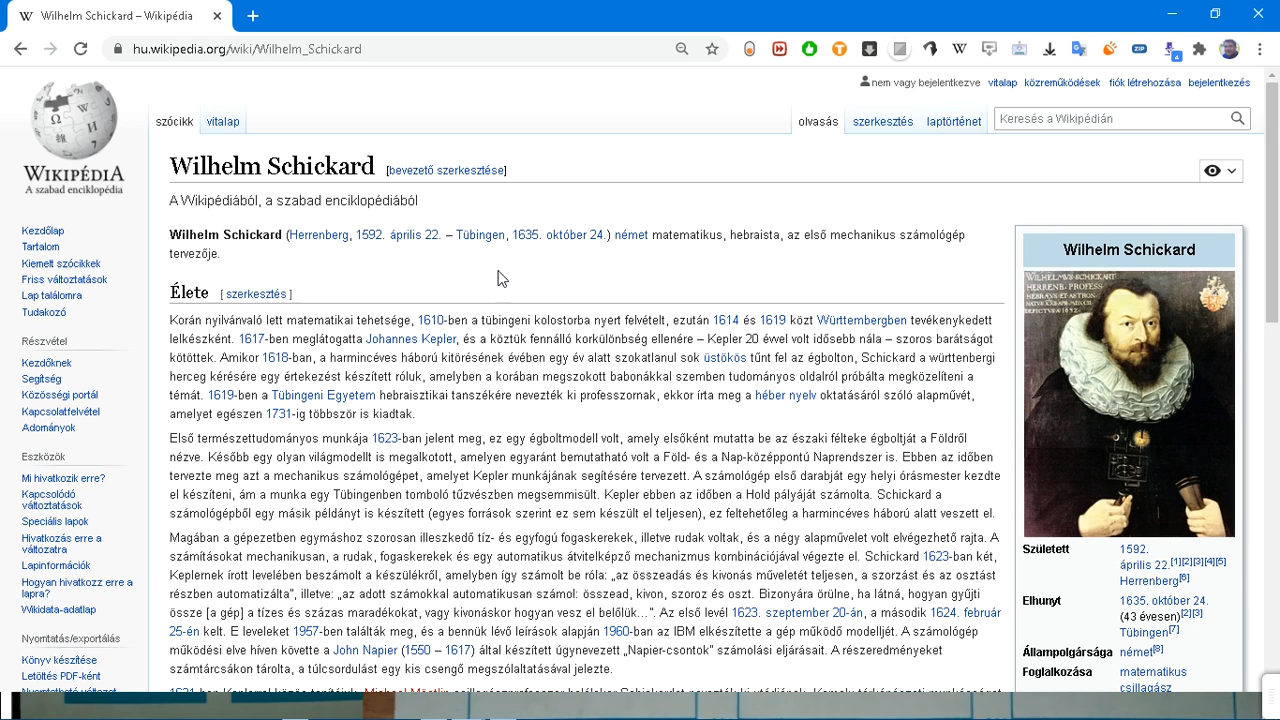 Wilhelm Schickard – Wikipédia
hu.wikipedia.org/wiki/Wilhelm_Schickard
nem vagy bejelentkezve vitalap közreműködések fiók létrehozása bejelentkezés
szócikk vitalap olvasás szerkesztés laptörténet Keresés a Wikipédián
WIKIPÉDIA
A szabad enciklopédia
Kezdőlap
Tartalom
Kiemelt szócikkek
Friss változtatások
Lap találomra
Tudakozó
Részvétel
Kezdőknek
Segítség
Közösségi portál
Kapcsolatfelvétel
Adományok
Eszközök
Mi hivatkozik erre?
Kapcsolódó
változtatások
Speciális lapok
Hivatkozás erre a
változatra
Lapinformációk
Hogyan hivatkozz erre a
lapra?
Wikidata-adatlap
Nyomtatás/exportálás
Könyv készítése
Letöltés PDF-ként
Nyomtatható változat
Wilhelm Schickard [bevezető szerkesztése]
A Wikipédiából, a szabad enciklopédiából
Wilhelm Schickard (Herrenberg, 1592. április 22. – Tübingen, 1635. október 24.) német matematikus, hebraista, az első mechanikus számológép
tervezője.
Élete [ szerkesztés ]
Korán nyilvánváló lett matematikai tehetsége, 1610-ben a tübingeni kolostorba nyert felvételt, ezután 1614 és 1619 közt Württembergben tevékenykedett
lelkészként. 1617-ben meglátogatta Johannes Kepler, és a köztük fennálló korkülönbség ellenére – Kepler 20 évvel volt idősebb nála – szoros barátságot
kötöttek. Amikor 1618-ban, a harmincéves háború kitörésének évében egy év alatt szokatlanul sok üstökös tűnt fel az égbolton, Schickard a württenbergi
herceg kérésére egy értekezést készített róluk, amelyben a korában megszokott babonákkal szemben tudományos oldalról próbálta megközelíteni a
témát. 1619-ben a Tübingeni Egyetem hebraisztikai tanszékére nevezték ki professzornak, ekkor írta meg a héber nyelv oktatásáról szóló alapművét,
amelyet egészen 1731-ig többször is kiadtak.
Első természettudományos munkája 1623-ban jelent meg, ez egy égboltmodell volt, amely elsőként mutatta be az északi félteke égboltját a Földről
nézve. Később egy olyan világmodellt is megalkotott, amelyen egyaránt bemutatható volt a Föld- és a Nap-középpontú Naprendszer is. Ebben az időben
tervezte meg azt a mechanikus számológépet, amelyet Kepler munkájának segítésére tervezett. A számológép első darabját egy helyi órásmester kezdte
el készíteni, ám a munka egy Tübingenben tomboló tűzvészben megsemmisült. Kepler ebben az időben a Hold pályáját számolta. Schickard a
számológépből egy másik példányt is készített (egyes források szerint ez sem készült el teljesen), ez feltehetőleg a harmincéves háború alatt veszett el.
Magában a gépezetben egymáshoz szorosan illeszkedő tíz- és egyfogú fogaskerekek, illetve rudak voltak, és a négy alapművelet volt elvégezhető rajta. A
számításokat mechanikusan, a rudak, fogaskerekek és egy automatikus átvitelképző mechanizmus kombinációjával végezte el. Schickard 1623-ban két,
Keplernek írott levelében beszámolt a készülékről, amelyben így számolt be róla: „az összeadás és kivonás műveletét teljesen, a szorzást és az osztást
részben automatizálta”, illetve: „az adott számokkal automatikusan számol: összead, kivon, szoroz és oszt. Bizonyára örülne, ha látná, hogyan gyűjti
össze [a gép] a tízes és százas maradékokat, vagy kivonáskor hogyan vesz el belőlük...”. Az első levél 1623. szeptember 20-án, a második 1624. február
25-én kelt. E leveleket 1957-ben találták meg, és a bennük lévő leírások alapján 1960-ban az IBM elkészítette a gép működő modelljét. A számológép
működési elve híven követte a John Napier (1550 – 1617) által készített úgynevezett „Napier-csontok” számolási eljárásait. A részeredményeket
számtárcsákon tárolta, a túlcsordulást egy kis csengő megszólaltatásával jelezte.
Wilhelm Schickard
Született 1592.
április 22.[1][2][3][4][5]
Herrenberg[6]
Elhunyt 1635. október 24.
(43 évesen)[2][3]
Tübingen[7]
Állampolgársága német[8]
Foglalkozása matematikus
csillagász